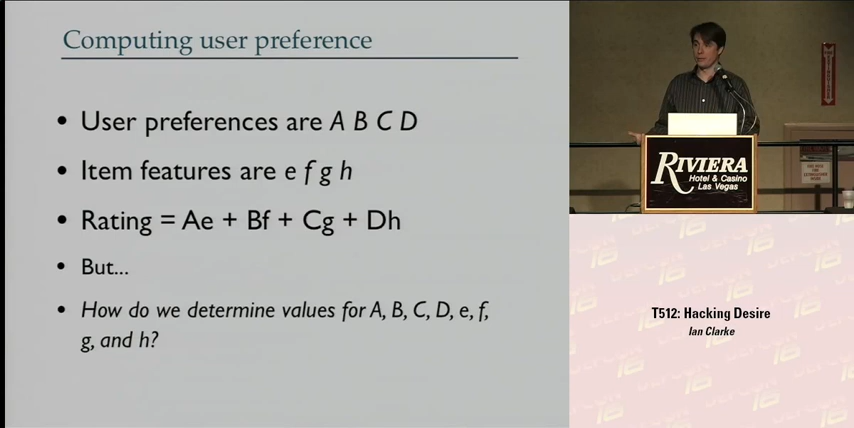 Computing user preference
• User preferences are A B C D
• Item features are e f g h
• Rating = Ae + Bf + Cg + Dh
• But...
• How do we determine values for A, B, C, D, e, f,
g, and h?
RIVIERA
Hotel & Casino
Las Vegas
T512: Hacking Desire
Ian Clarke